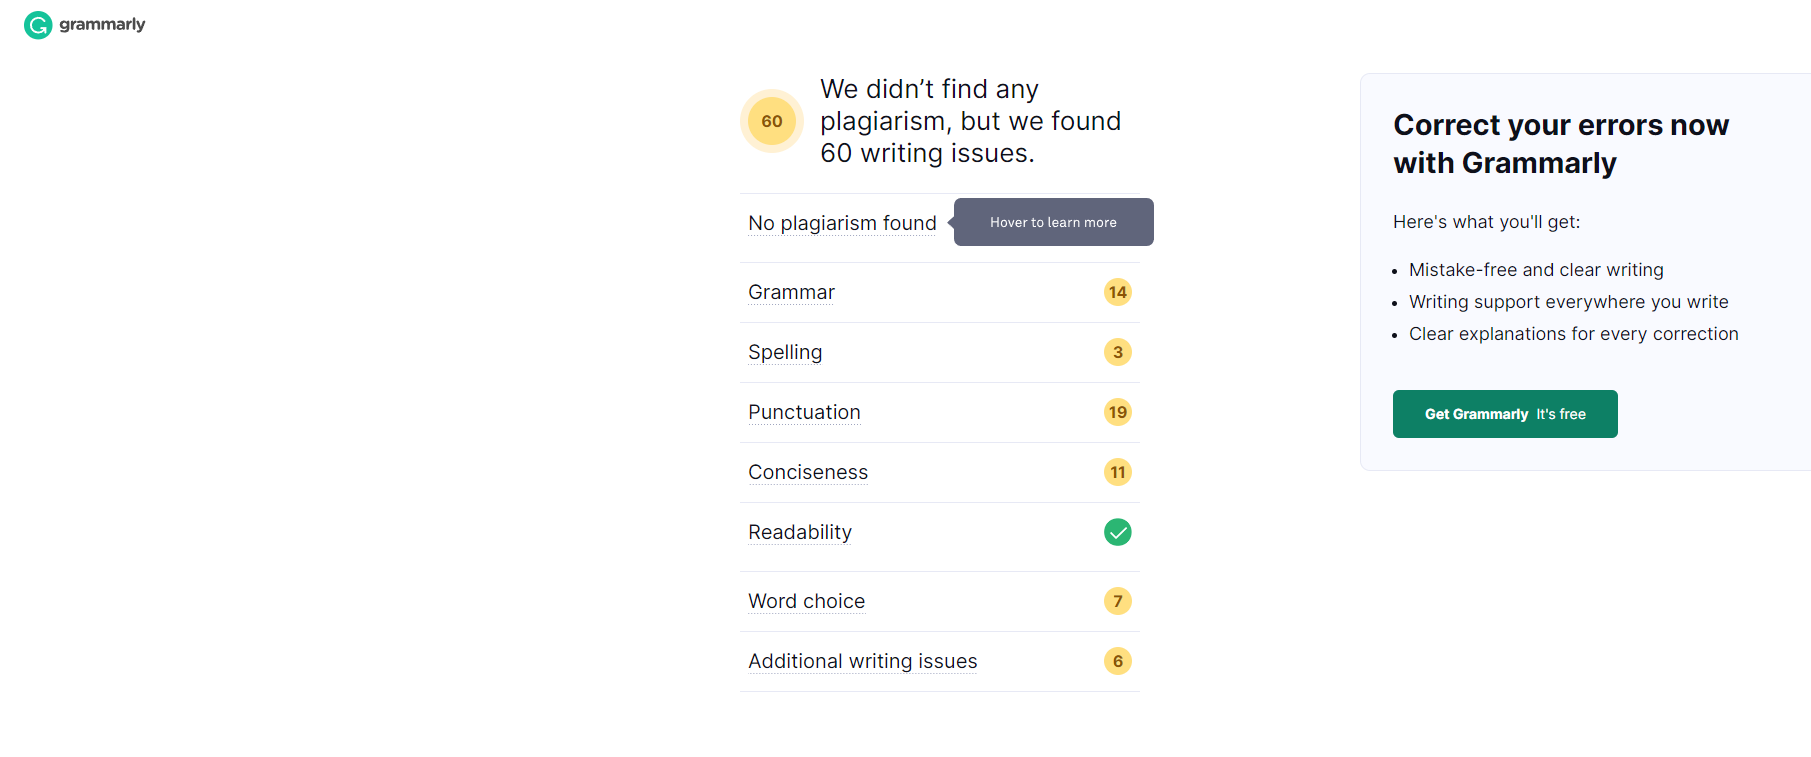 grammarly
60
We didn’t find any
plagiarism, but we found
60 writing issues.
No plagiarism found
Hover to learn more
Grammar 14
Spelling 3
Punctuation 19
Conciseness 11
Readability
Word choice 7
Additional writing issues 6
Correct your errors now
with Grammarly
Here's what you'll get:
• Mistake-free and clear writing
• Writing support everywhere you write
• Clear explanations for every correction
Get Grammarly It's free